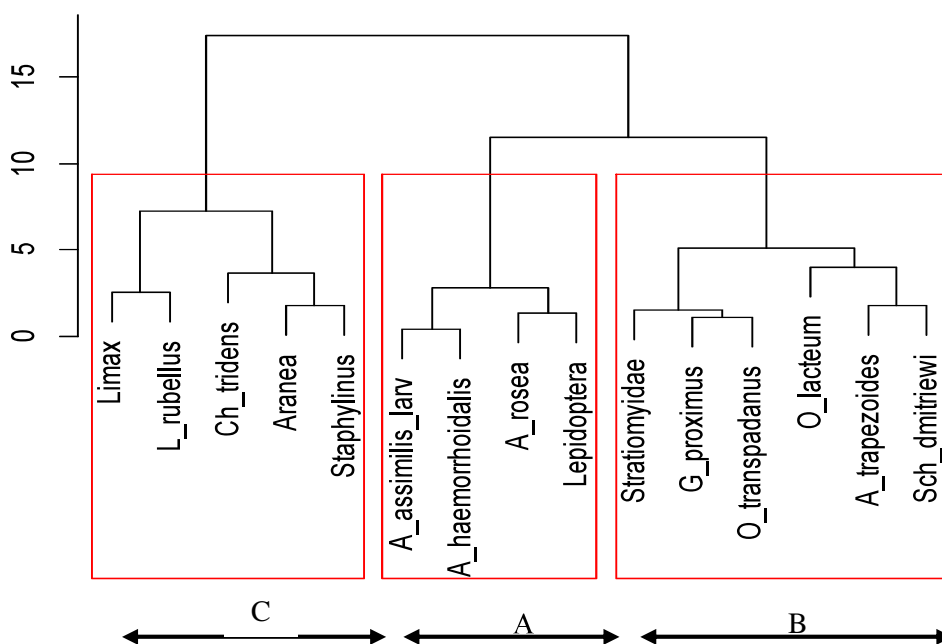 15
10
5
0
Limax
L_rubellus
Ch_tridens
Aranea
Staphylinus
A_assimilis_larv
A_haemorrhoidalis
A_rosea
Lepidoptera
Stratiomyidae
G_proximus
O_transpadanus
O_lacteum
A_trapezoides
Sch_dmitriewi
C
A
B